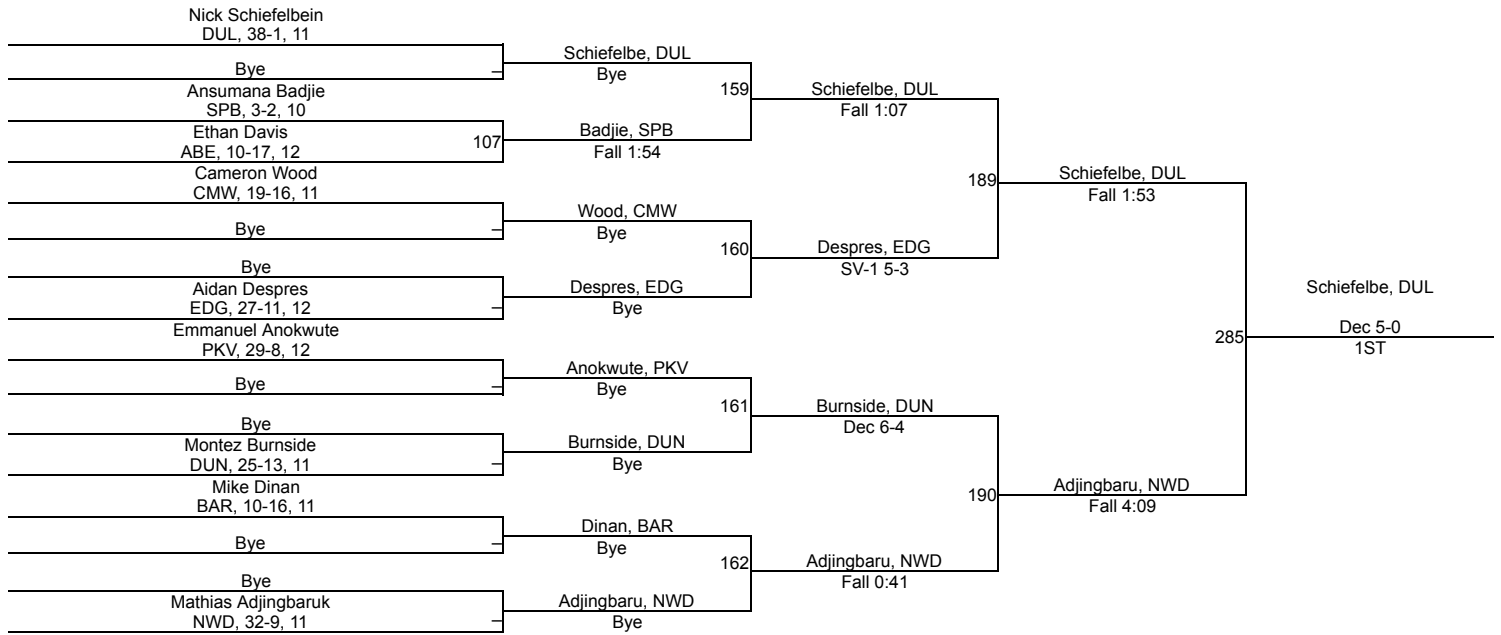 Nick Schiefelbein
DUL, 38-1, 11
Bye
Ansumana Badjie
SPB, 3-2, 10
Ethan Davis
ABE, 10-17, 12
Cameron Wood
CMW, 19-16, 11
Bye
Bye
Aidan Despres
EDG, 27-11, 12
Emmanuel Anokwute
PKV, 29-8, 12
Bye
Bye
Montez Burnside
DUN, 25-13, 11
Mike Dinan
BAR, 10-16, 11
Bye
Bye
Mathias Adjingbaruk
NWD, 32-9, 11
107
Schiefelbe, DUL
Bye
Badjie, SPB
Fall 1:54
Wood, CMW
Bye
Despres, EDG
Bye
Anokwute, PKV
Bye
Burnside, DUN
Bye
Dinan, BAR
Bye
Adjingbaru, NWD
Bye
159
160
161
162
Schiefelbe, DUL
Fall 1:07
Despres, EDG
SV-1 5-3
Burnside, DUN
Dec 6-4
Adjingbaru, NWD
Fall 0:41
189
190
Schiefelbe, DUL
Fall 1:53
Adjingbaru, NWD
Fall 4:09
285
Schiefelbe, DUL
Dec 5-0
1ST